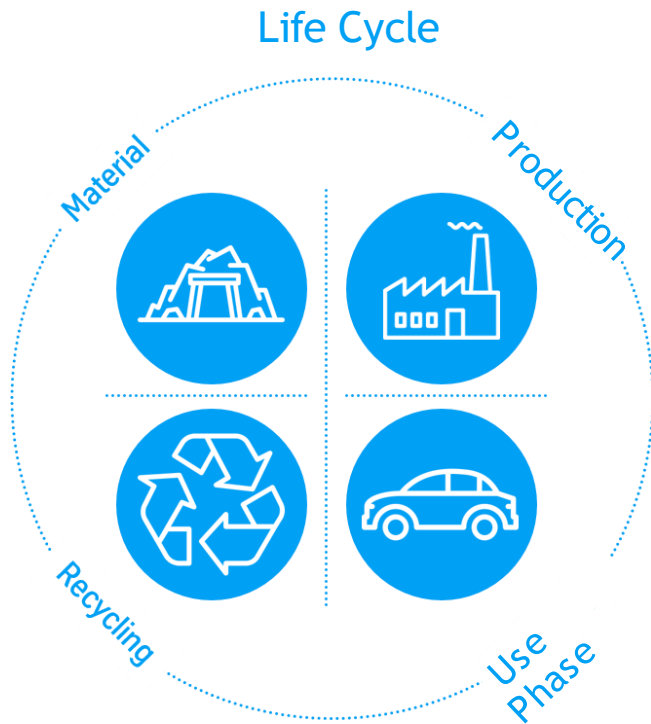 Life Cycle
Material
Production
Recycling
Use
Phase